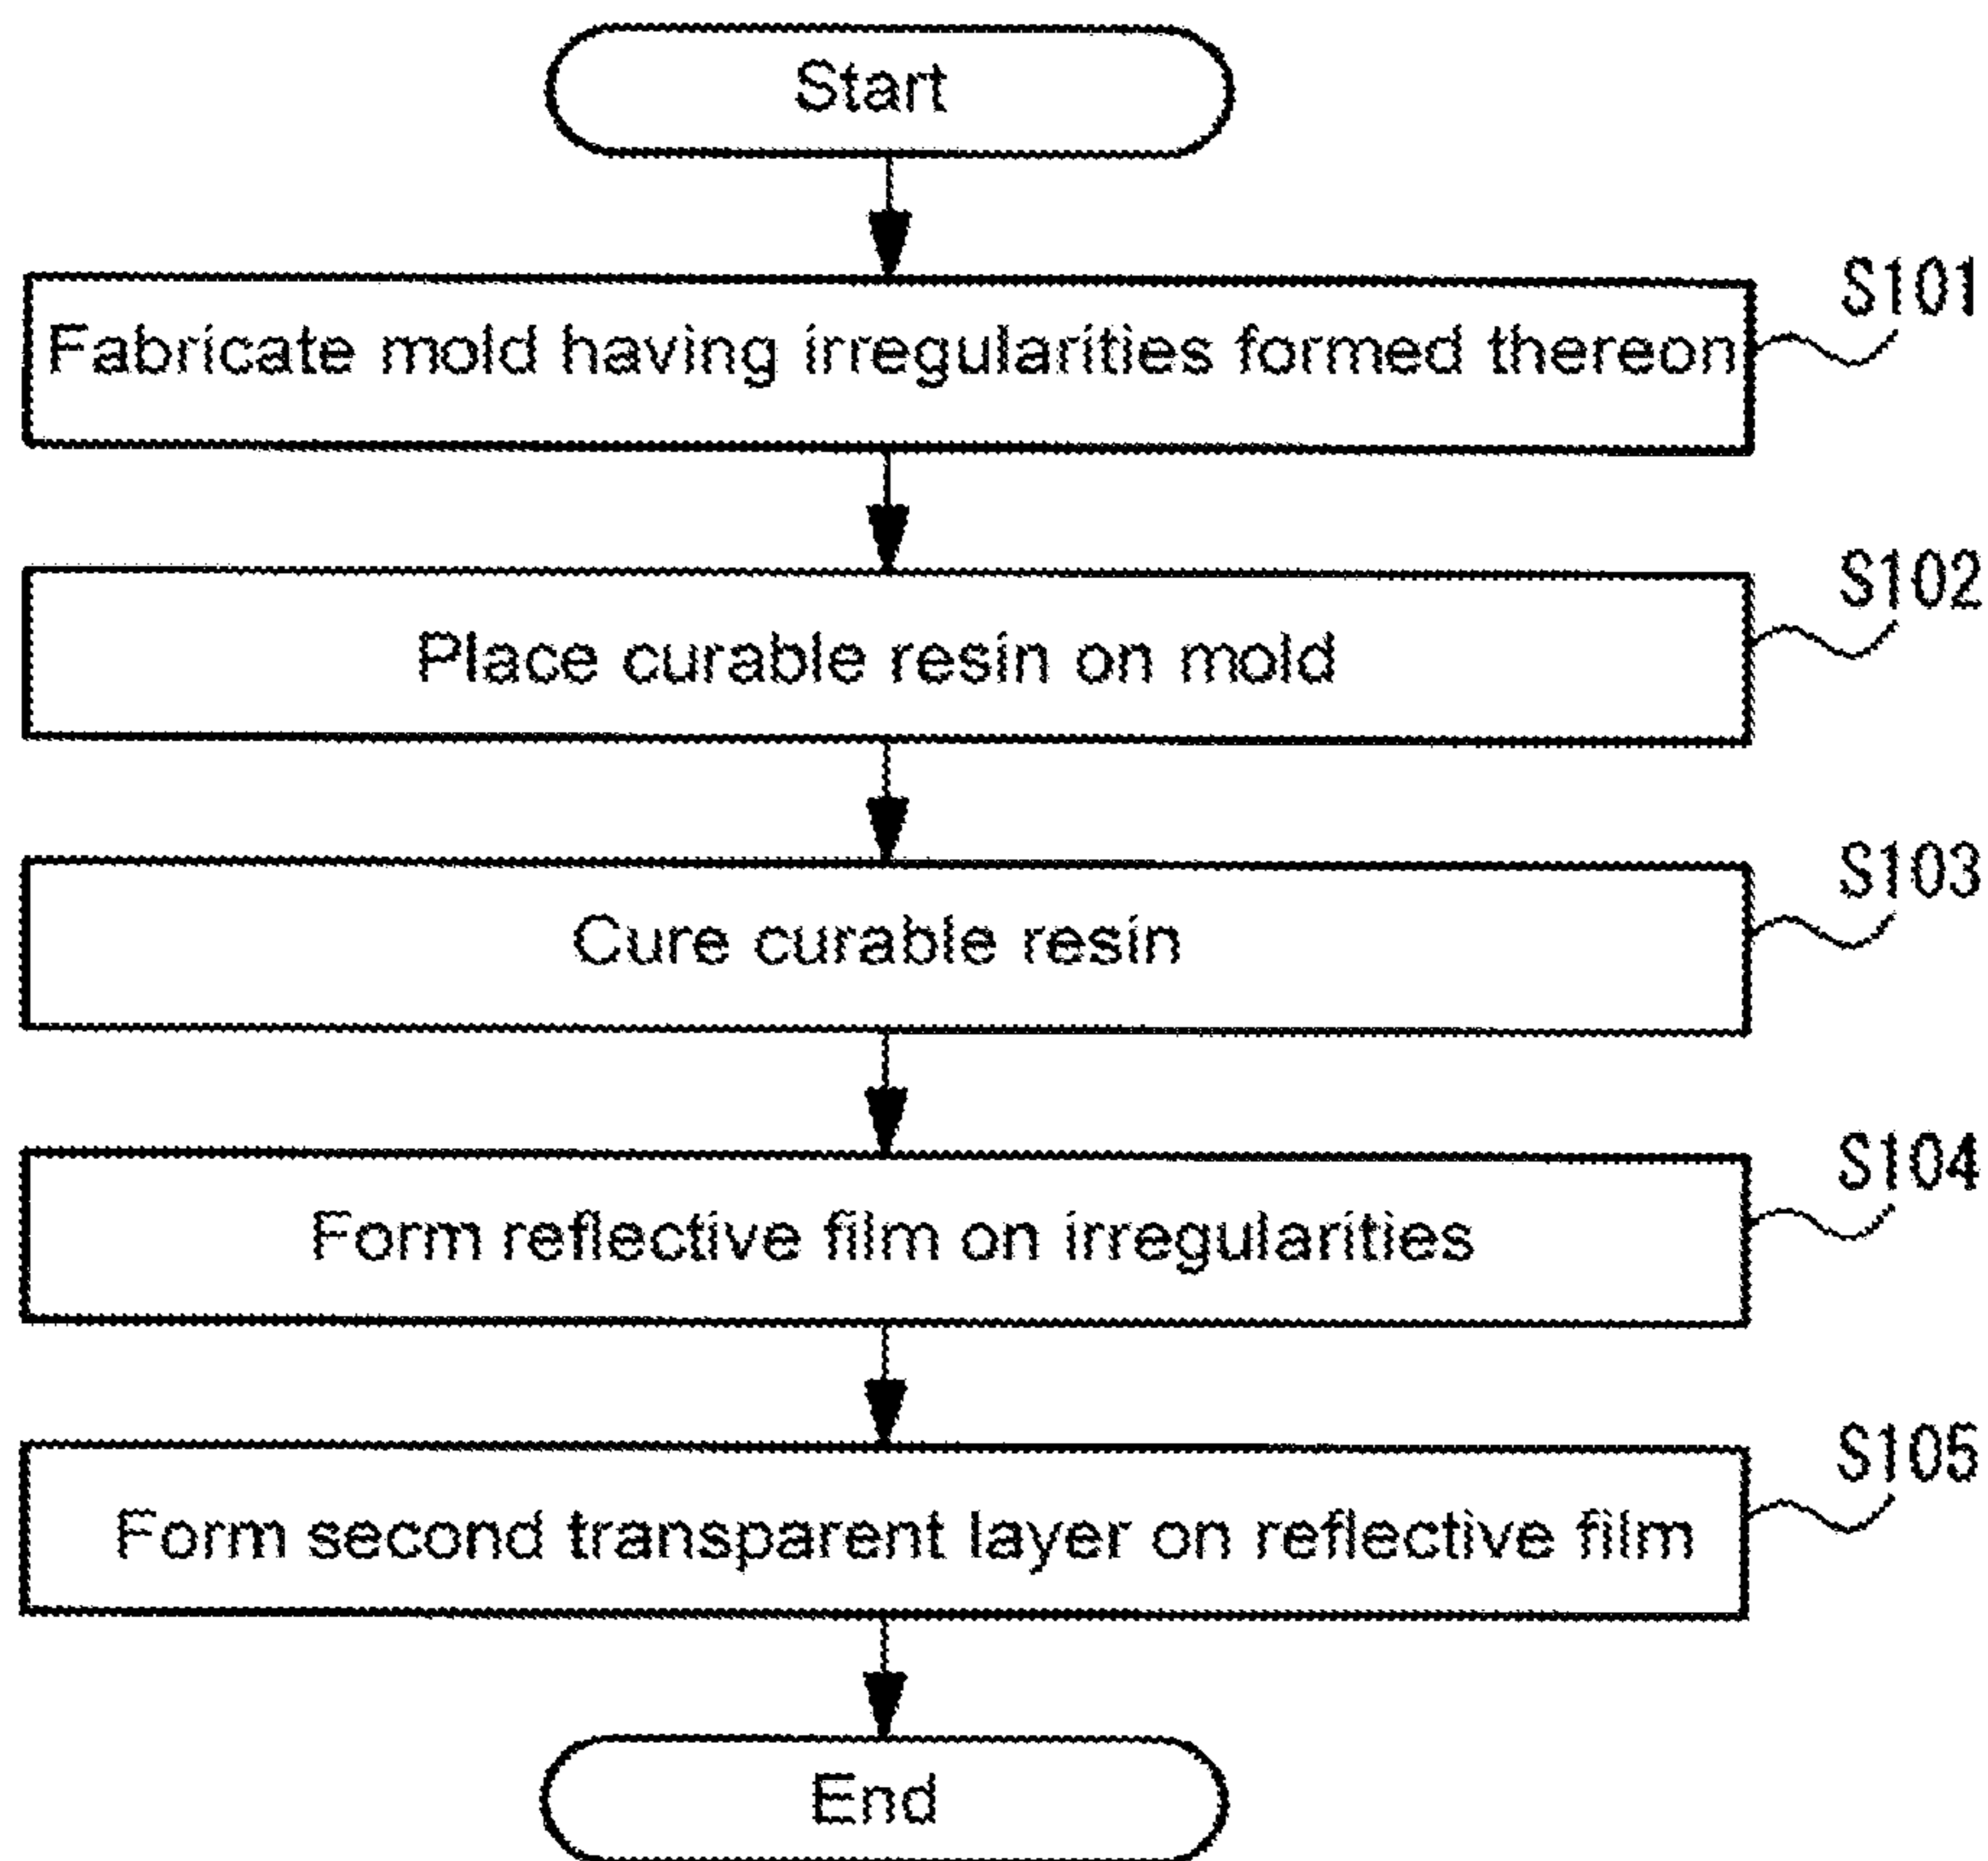 Start
Fabricate mold having irregularities formed thereon
S101
Place curable resin on mold
S102
Cure curable resin
S103
Form reflective film on irregularities
S104
Form second transparent layer on reflective film
S105
End